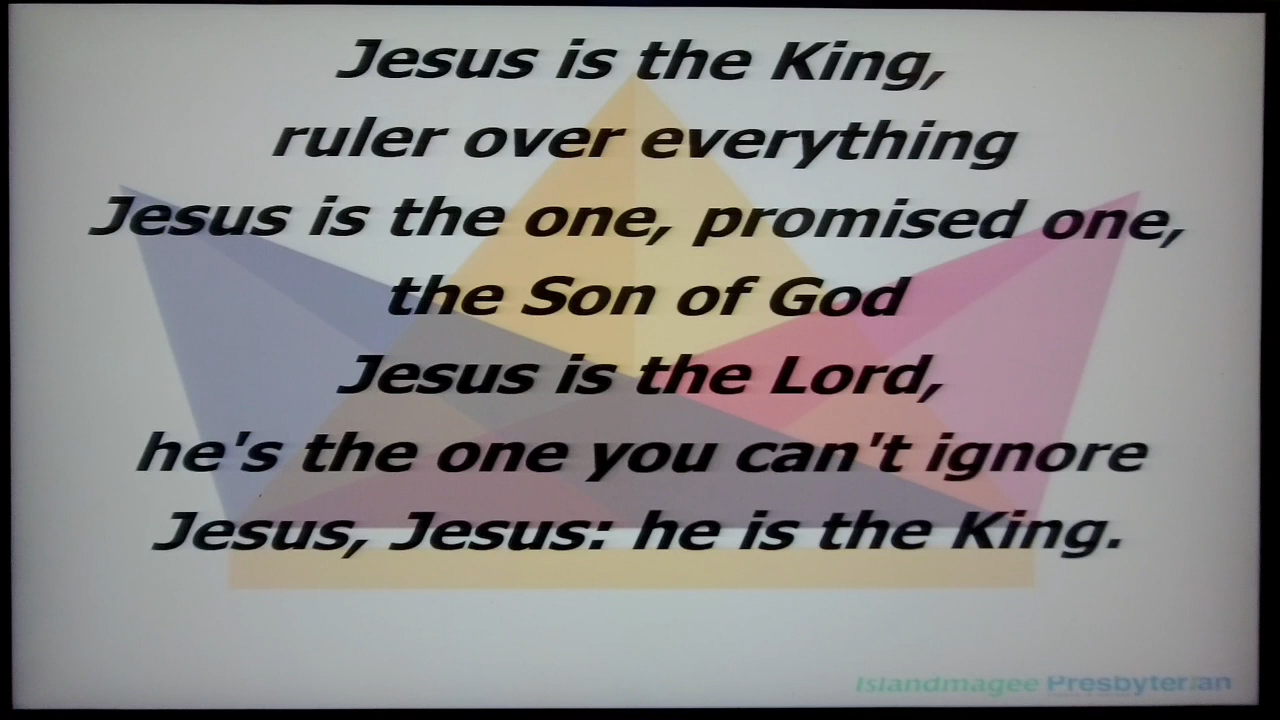 Jesus is the King,
ruler over everything
Jesus is the one, promised one,
the Son of God
Jesus is the Lord,
he's the one you can't ignore
Jesus, Jesus: he is the King.
Islandmagee Presbyterian